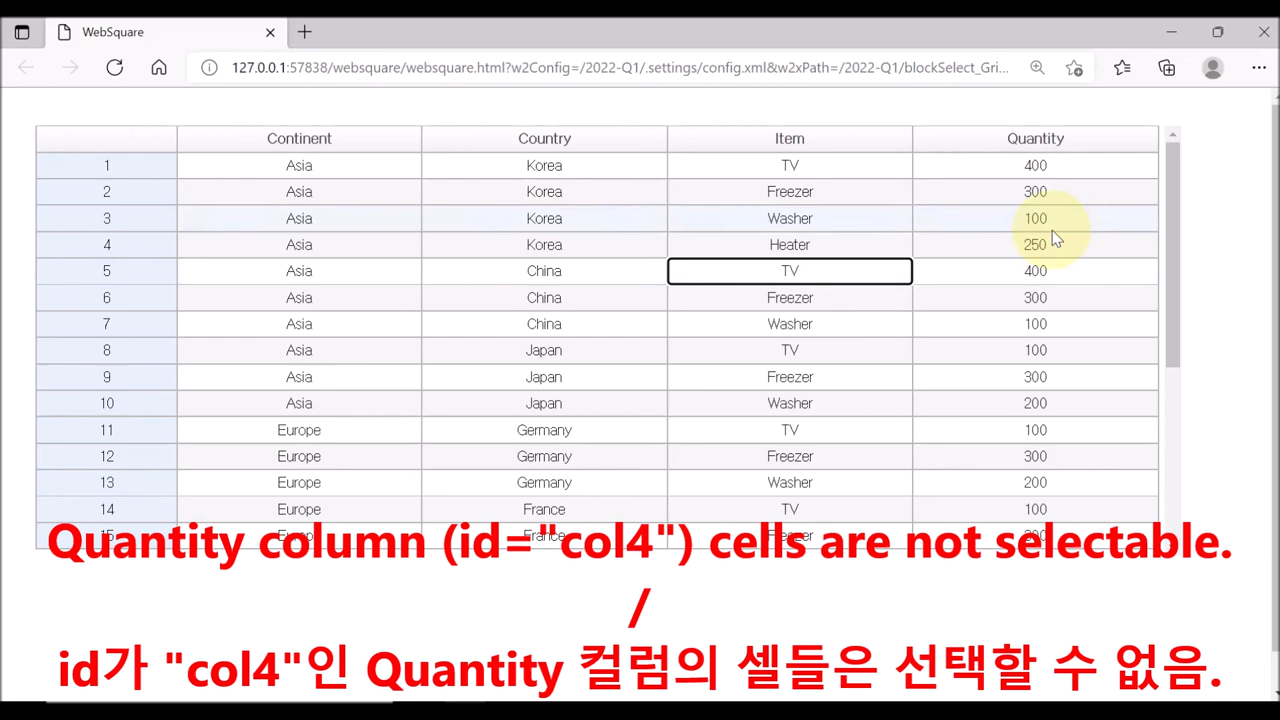 WebSquare
127.0.0.1:57838/websquare/websquare.html?w2Config=/2022-Q1/.settings/config.xml&w2xPath=/2022-Q1/blockSelect_Gri...
Continent Country Item Quantity
1 Asia Korea TV 400
2 Asia Korea Freezer 300
3 Asia Korea Washer 100
4 Asia Korea Heater 250
5 Asia China TV 400
6 Asia China Freezer 300
7 Asia China Washer 100
8 Asia Japan TV 100
9 Asia Japan Freezer 300
10 Asia Japan Washer 200
11 Europe Germany TV 100
12 Europe Germany Freezer 300
13 Europe Germany Washer 200
14 Europe France TV 100
15 Europe France Freezer
Quantity column (id="col4") cells are not selectable.
/
id가 "col4"인 Quantity 컬럼의 셀들은 선택할 수 없음.